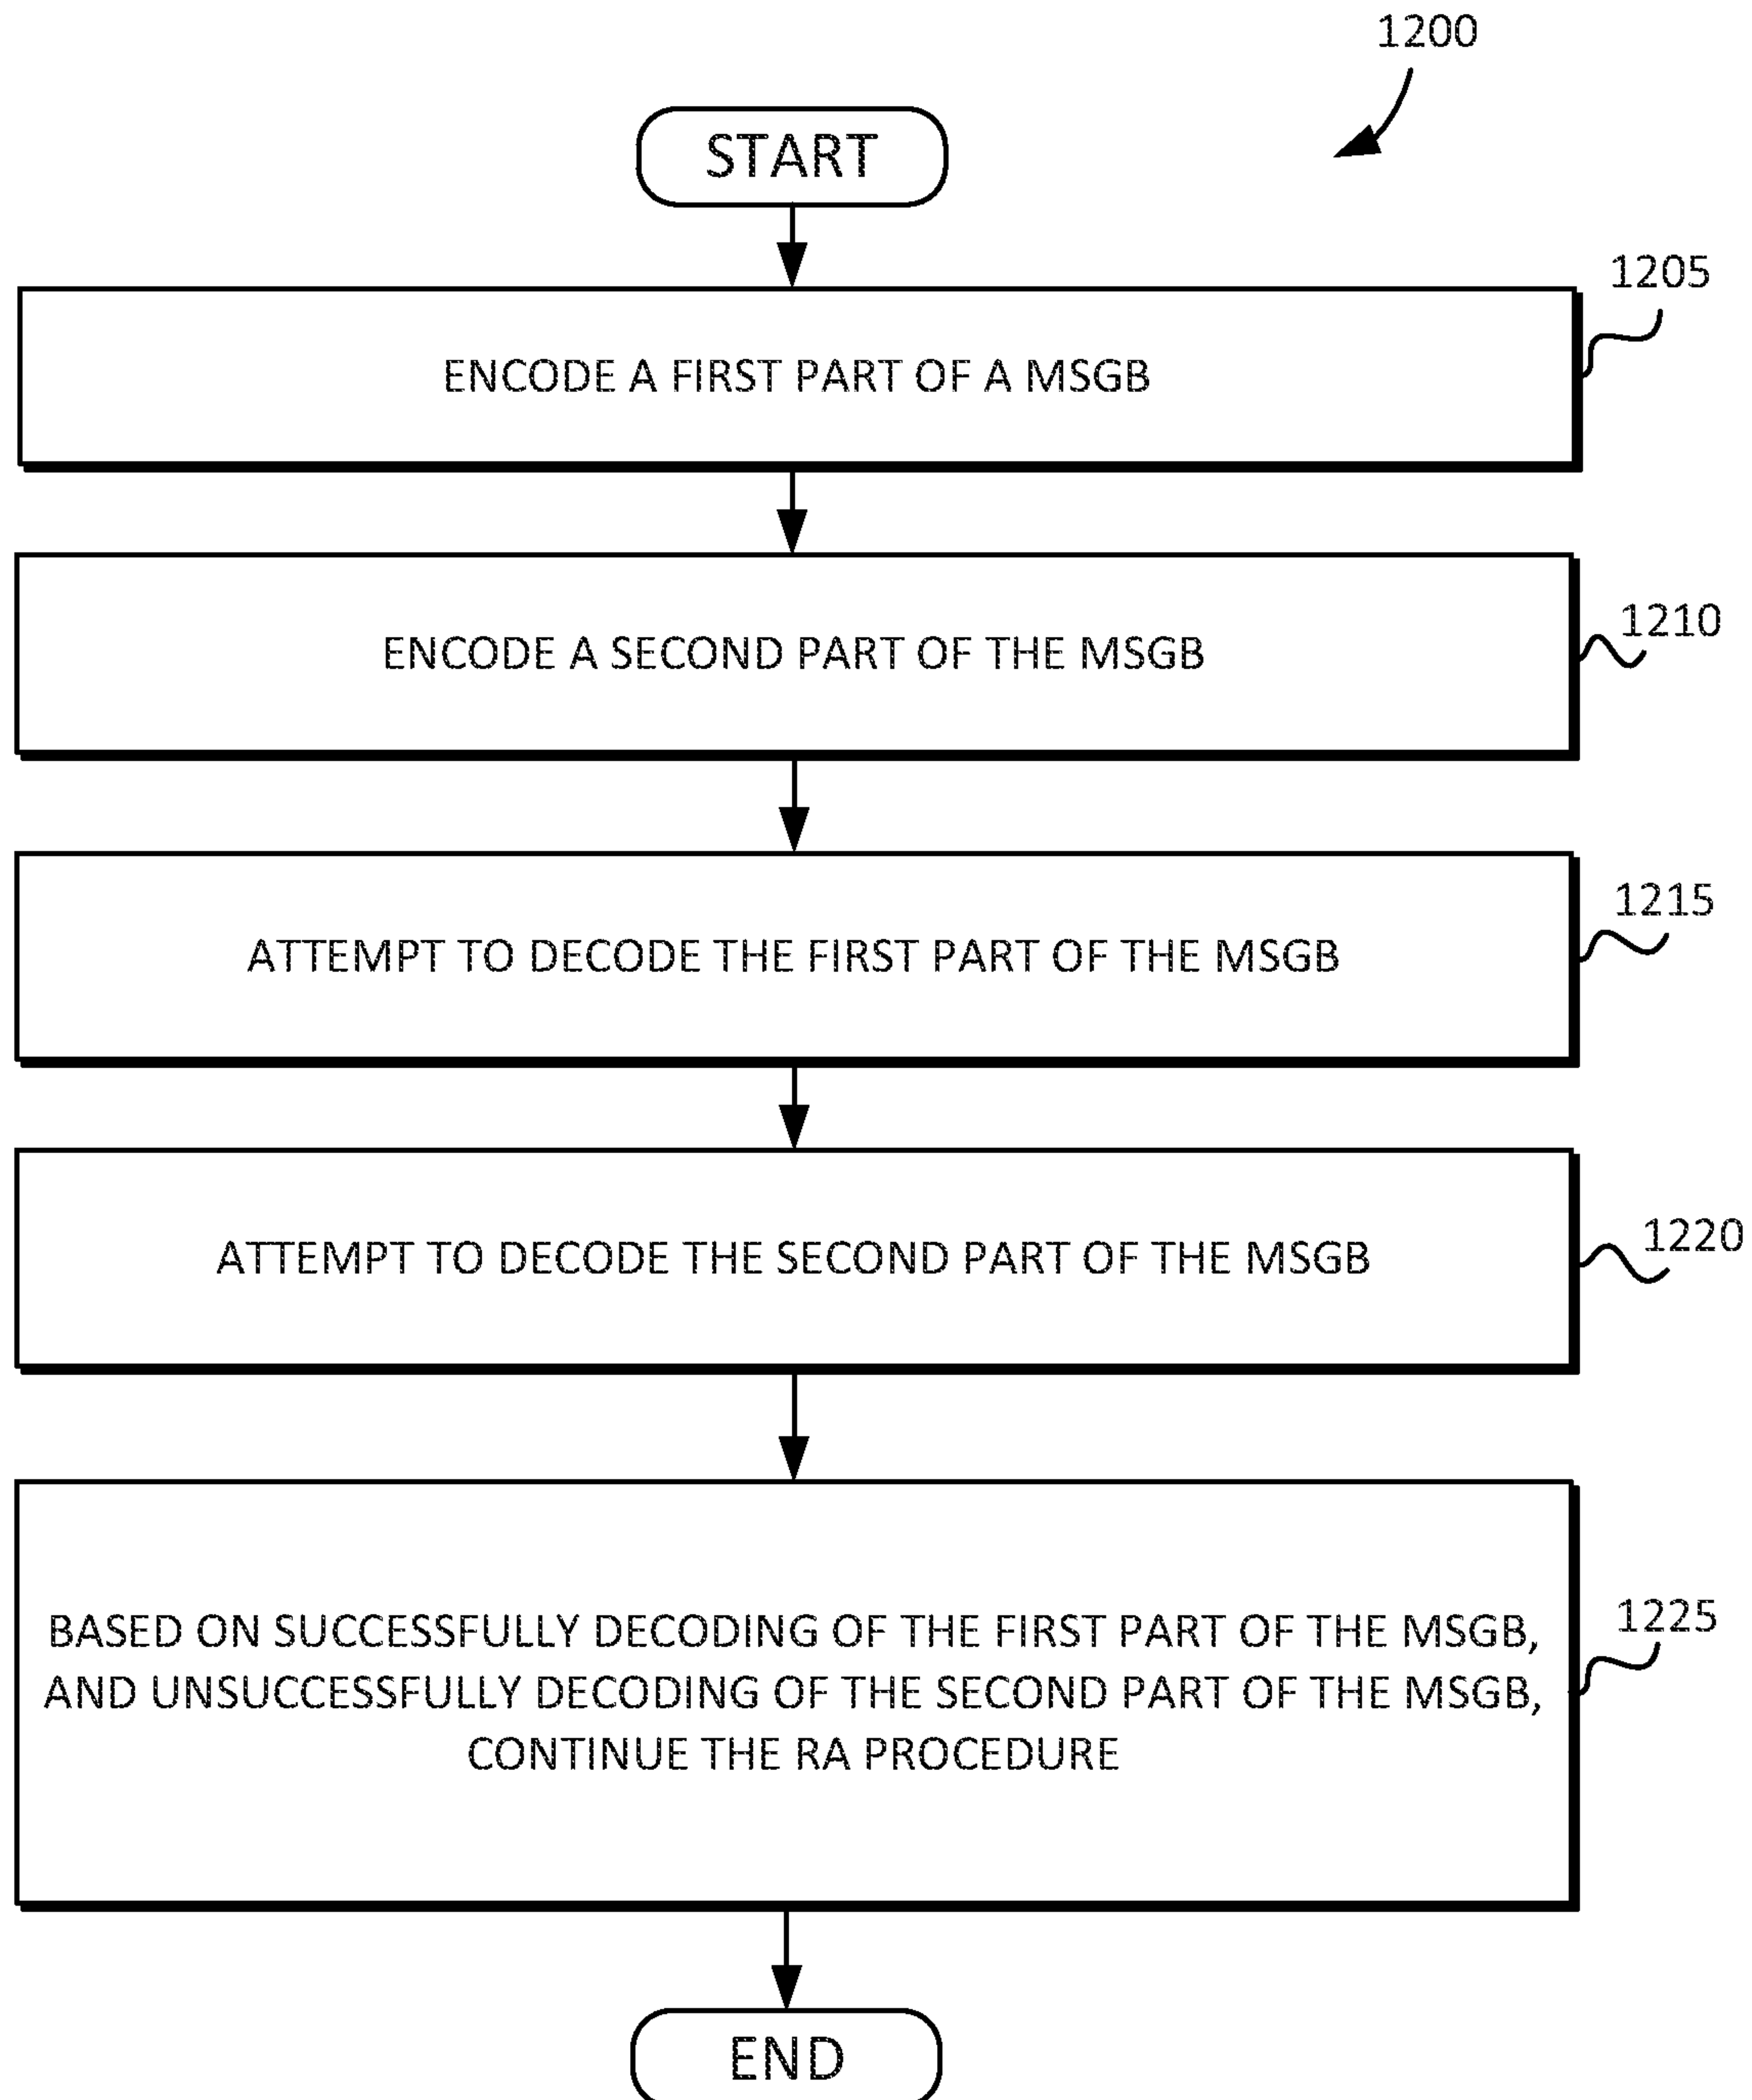 1200
START
1205
ENCODE A FIRST PART OF A MSGB
1210
ENCODE A SECOND PART OF THE MSGB
1215
ATTEMPT TO DECODE THE FIRST PART OF THE MSGB
1220
ATTEMPT TO DECODE THE SECOND PART OF THE MSGB
1225
BASED ON SUCCESSFULLY DECODING OF THE FIRST PART OF THE MSGB,
AND UNSUCCESSFULLY DECODING OF THE SECOND PART OF THE MSGB,
CONTINUE THE RA PROCEDURE
END